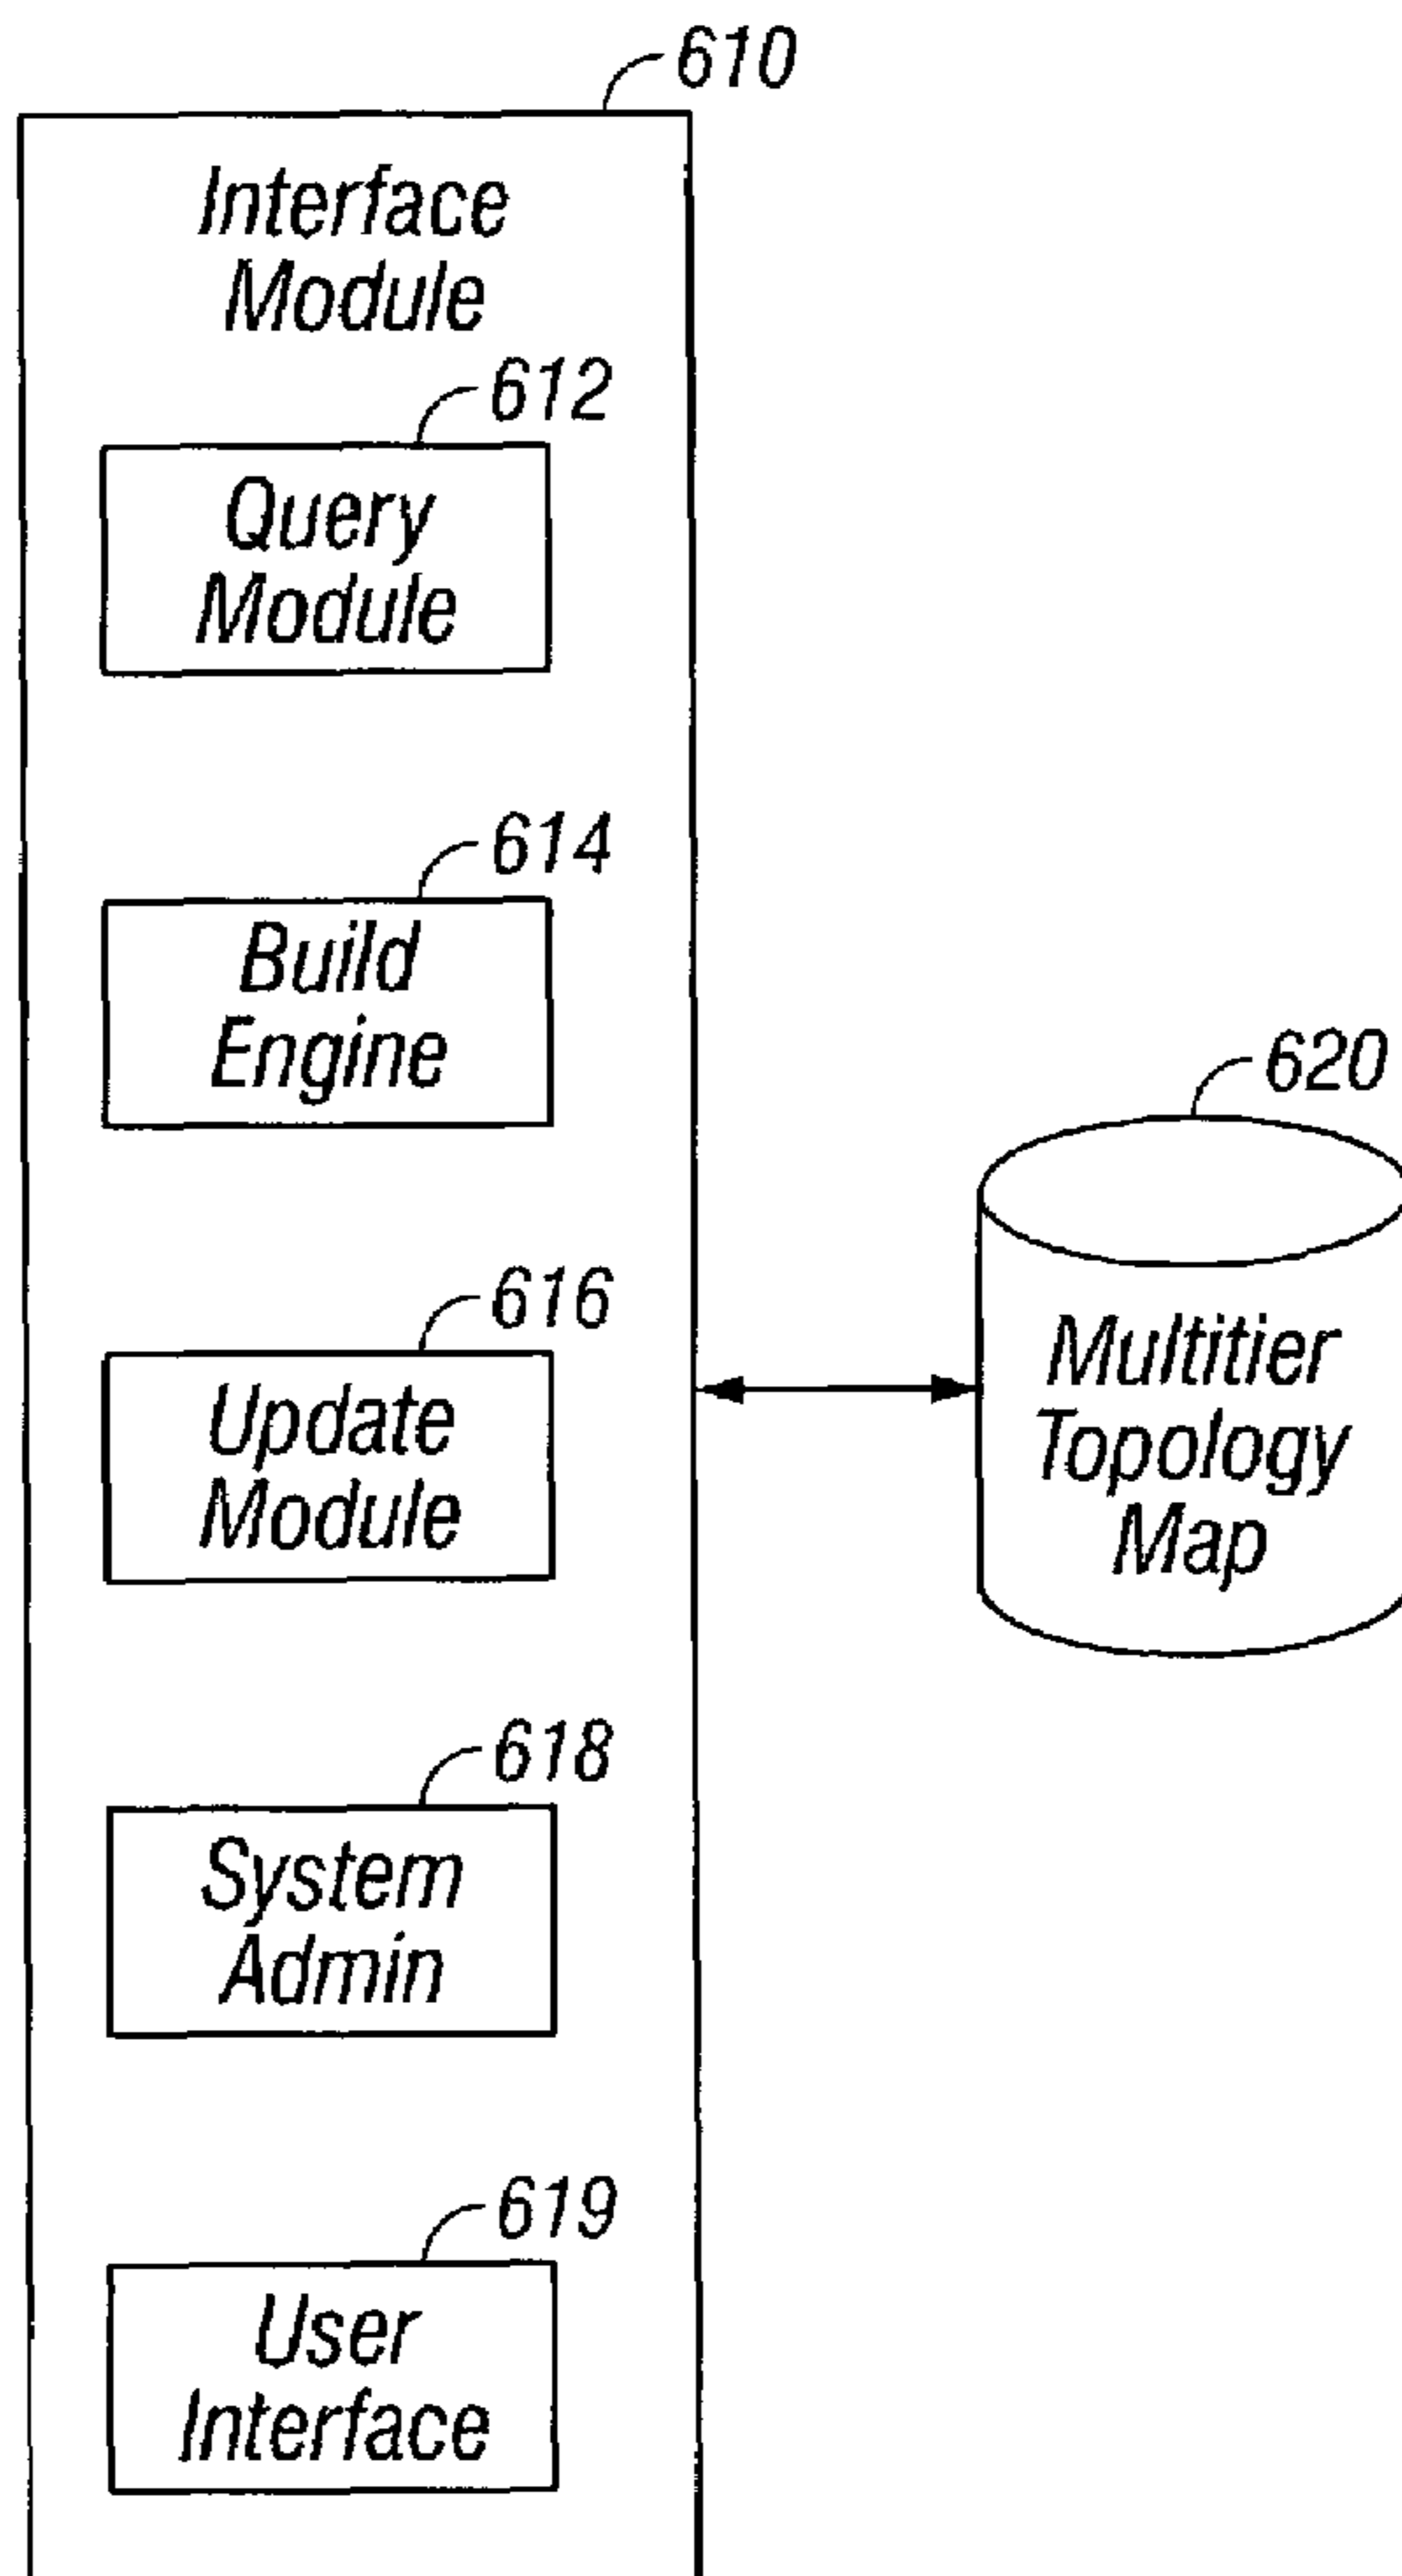 610
Interface
Module
612
Query
Module
614
Build
Engine
620
616
Multitier
Topology
Map
Update
Module
618
System
Admin
619
User
Interface